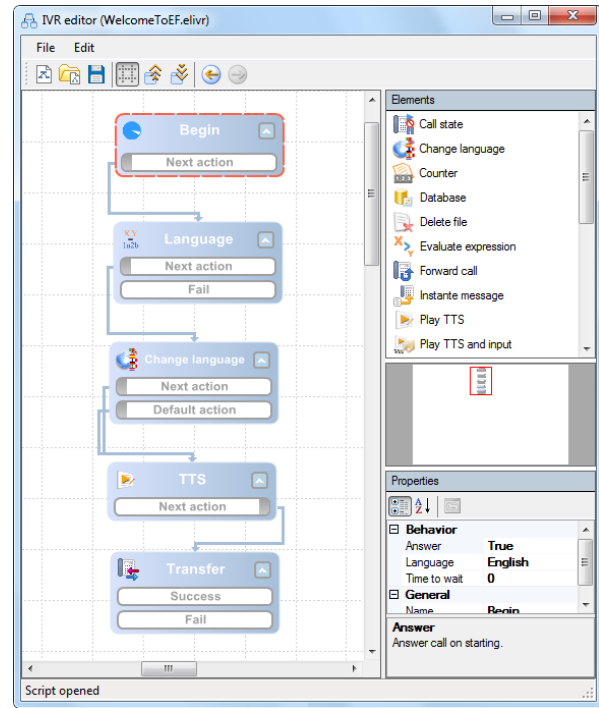 IVR editor (WelcomeToEF.elivr)
File Edit
Begin
Next action
X,Y
1a2b
Language
Next action
Fail
Change language
Next action
Default action
TTS
Next action
Transfer
Success
Fail
Elements
Call state
Change language
Counter
Database
Delete file
Evaluate expression
Forward call
Instante message
Play TTS
Play TTS and input
Properties
Behavior
Answer True
Language English
Time to wait 0
General
Name Begin
Answer
Answer call on starting.
Script opened